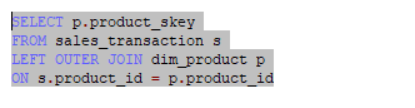 SELECT p.product_skey
FROM sales_transaction s
LEFT OUTER JOIN dim_product p
ON s.product_id = p.product_id